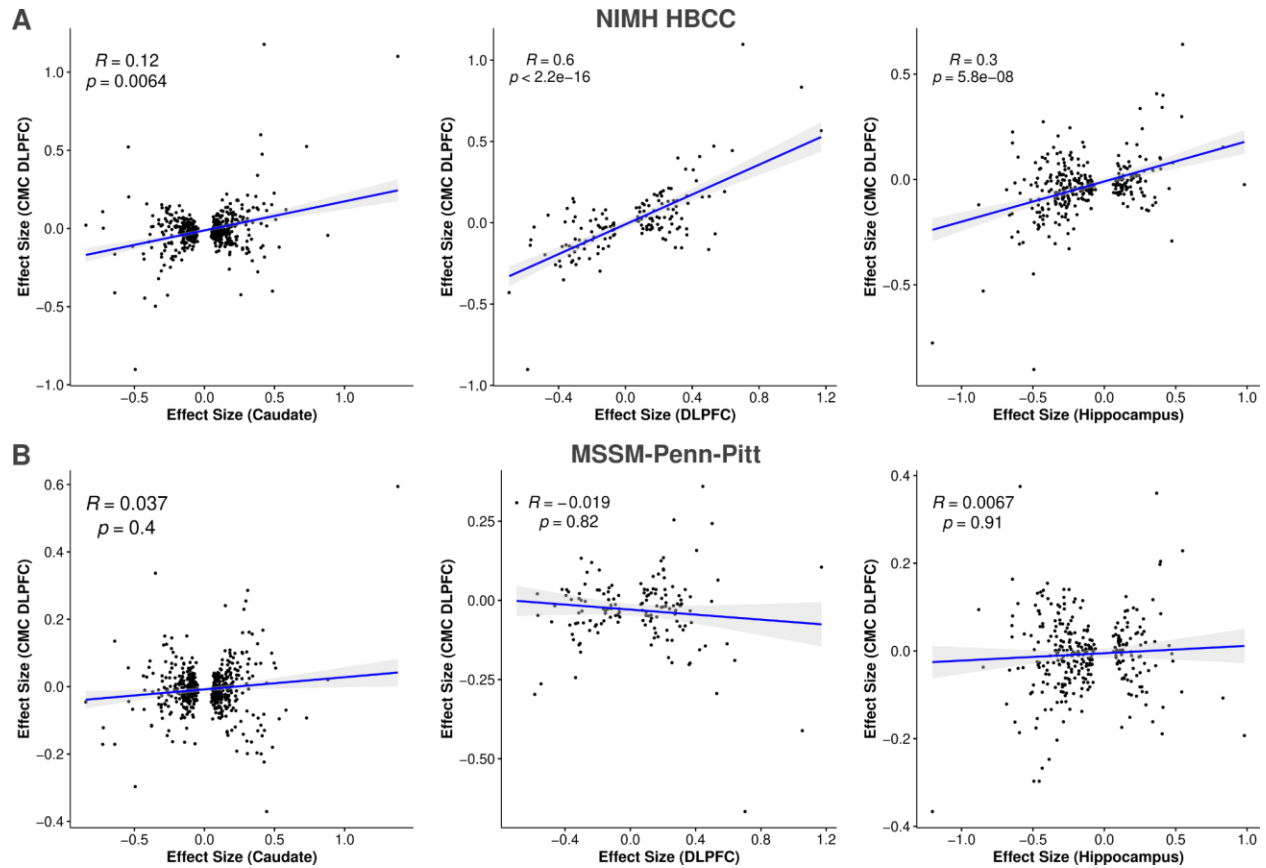 A
NIMH HBCC
R = 0.12
p = 0.0064
Effect Size (CMC DLPFC)
1.0
0.5
0.0
−0.5
−1.0
−0.5 0.0 0.5 1.0
Effect Size (Caudate)
R = 0.6
p < 2.2e−16
Effect Size (CMC DLPFC)
1.0
0.5
0.0
−0.5
−1.0
−0.4 0.0 0.4 0.8 1.2
Effect Size (DLPFC)
R = 0.3
p = 5.8e−08
Effect Size (CMC DLPFC)
0.5
0.0
−0.5
−1.0 −0.5 0.0 0.5 1.0
Effect Size (Hippocampus)
B
MSSM-Penn-Pitt
R = 0.037
p = 0.4
Effect Size (CMC DLPFC)
0.6
0.4
0.2
0.0
−0.2
−0.4
−0.5 0.0 0.5 1.0
Effect Size (Caudate)
R = −0.019
p = 0.82
Effect Size (CMC DLPFC)
0.25
0.00
−0.25
−0.50
−0.4 0.0 0.4 0.8 1.2
Effect Size (DLPFC)
R = 0.0067
p = 0.91
Effect Size (CMC DLPFC)
0.4
0.2
0.0
−0.2
−0.4
−1.0 −0.5 0.0 0.5 1.0
Effect Size (Hippocampus)